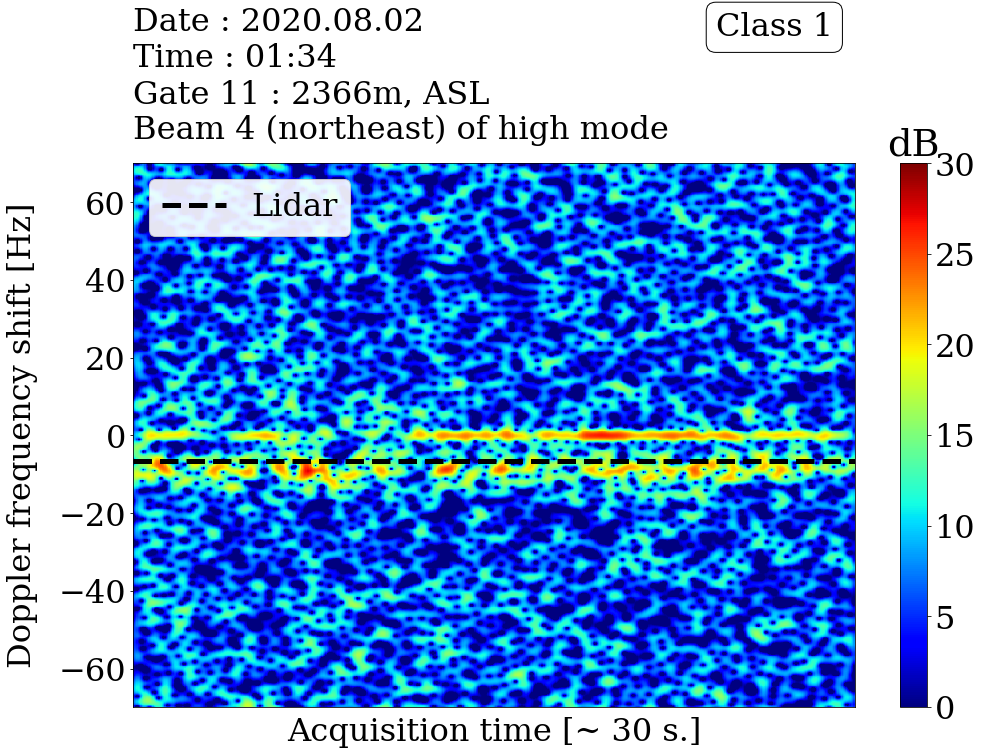 Date : 2020.08.02
Time : 01:34
Gate 11 : 2366m, ASL
Beam 4 (northeast) of high mode
Class 1
dB
Lidar
Doppler frequency shift [Hz]
60
40
20
0
−20
−40
−60
30
25
20
15
10
5
0
Acquisition time [~ 30 s.]